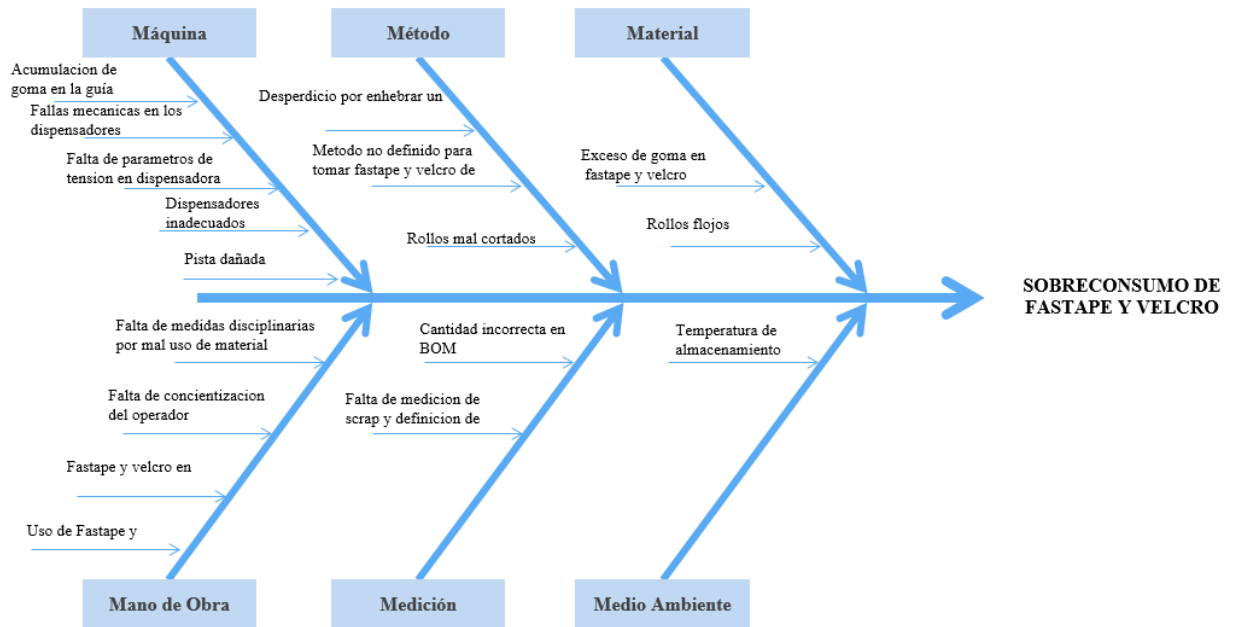 Máquina
Método
Material
Acumulacion de
goma en la guía
Fallas mecanicas en los
dispensadores
Falta de parametros de
tension en dispensadora
Dispensadores
inadecuados
Pista dañada
Desperdicio por enhebrar un
Metodo no definido para
tomar fastape y velcro de
Rollos mal cortados
Exceso de goma en
fastape y velcro
Rollos flojos
SOBRECONSUMO DE
FASTAPE Y VELCRO
Falta de medidas disciplinarias
por mal uso de material
Falta de concientizacion
del operador
Fastape y velcro en
Uso de Fastape y
Cantidad incorrecta en
BOM
Falta de medicion de
scrap y definicion de
Temperatura de
almacenamiento
Mano de Obra
Medición
Medio Ambiente